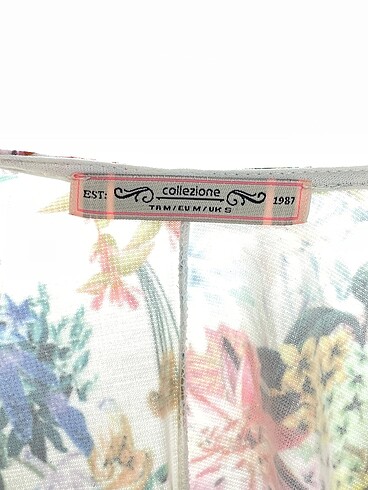 EST: collezione 1987
TR M / EU M / UK S